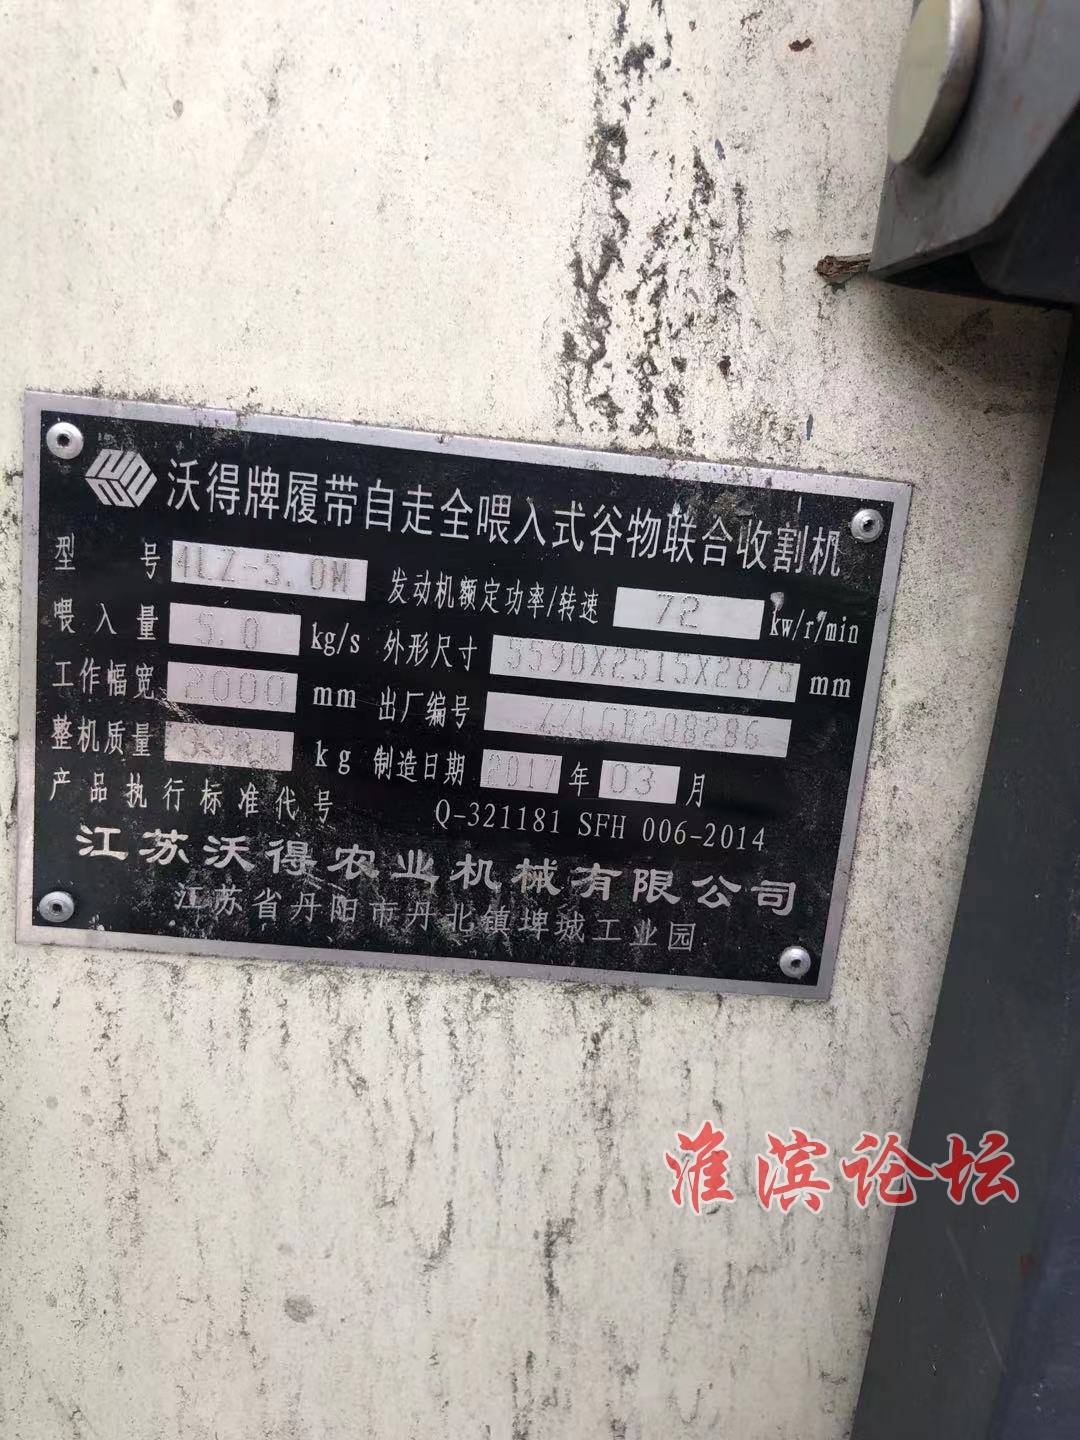 沃得牌履带自走全喂入式谷物联合收割机
型 号 4LZ-5.0M 发动机额定功率/转速 72 kw/r/min
喂入量 5.0 kg/s 外形尺寸 5590X2515X2875 mm
工作幅宽 2000 mm 出厂编号 ZZLGB208286
整机质量 kg 制造日期 2017 年 03 月
产品执行标准代号 Q-321181 SFH 006-2014
江苏沃得农业机械有限公司
江苏省丹阳市丹北镇埤城工业园
淮滨论坛